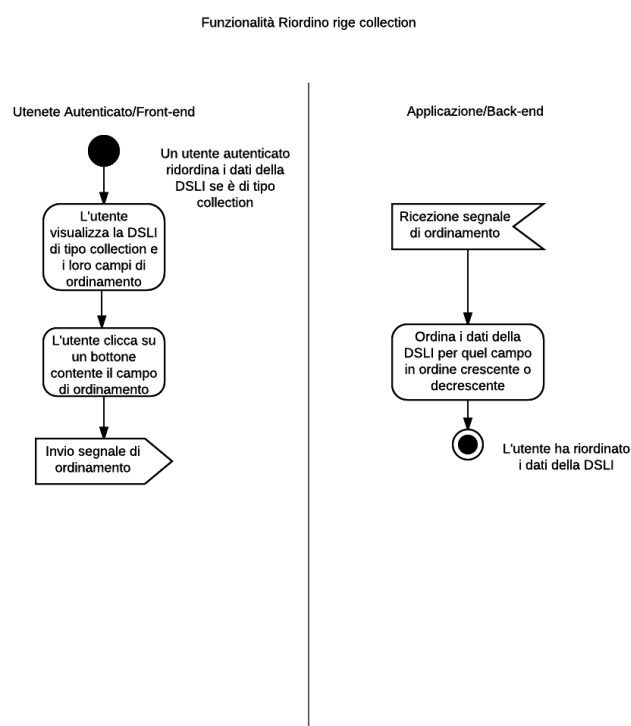 Funzionalità Riordino rige collection
Utenete Autenticato/Front-end
Un utente autenticato
ridordina i dati della
DSLI se è di tipo
collection
L'utente
visualizza la DSLI
di tipo collection e
i loro campi di
ordinamento
L'utente clicca su
un bottone
contente il campo
di ordinamento
Invio segnale di
ordinamento
Applicazione/Back-end
Ricezione segnale
di ordinamento
Ordina i dati della
DSLI per quel campo
in ordine crescente o
decrescente
L'utente ha riordinato
i dati della DSLI